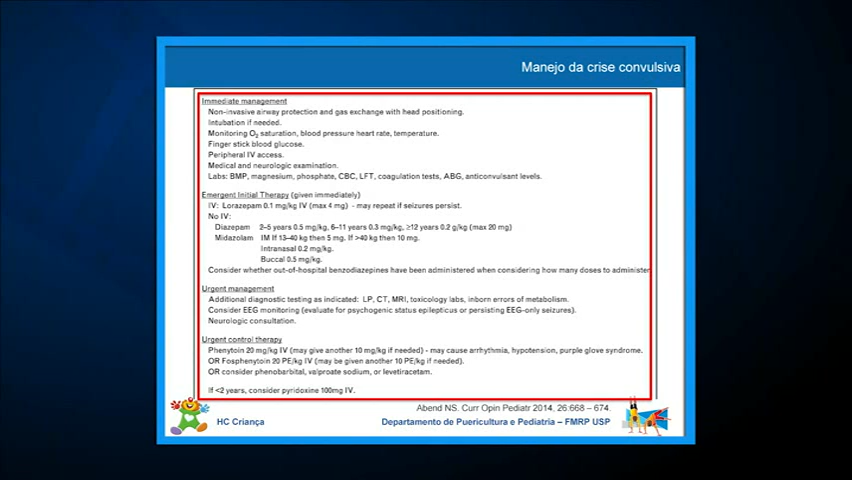 Manejo da crise convulsiva
Immediate management
Non-invasive airway protection and gas exchange with head positioning.
Intubation if needed.
Monitoring O2 saturation, blood pressure heart rate, temperature.
Finger stick blood glucose.
Peripheral IV access.
Medical and neurologic examination.
Labs: BMP, magnesium, phosphate, CBC, LFT, coagulation tests, ABG, anticonvulsant levels.
Emergent Initial Therapy (given immediately)
IV: Lorazepam 0.1 mg/kg IV (max 4 mg) - may repeat if seizures persist.
No IV:
Diazepam 2–5 years 0.5 mg/kg, 6–11 years 0.3 mg/kg, ≥12 years 0.2 g/kg (max 20 mg)
Midazolam IM If 13–40 kg then 5 mg. If >40 kg then 10 mg.
Intranasal 0.2 mg/kg.
Buccal 0.5 mg/kg.
Consider whether out-of-hospital benzodiazepines have been administered when considering how many doses to administer
Urgent management
Additional diagnostic testing as indicated: LP, CT, MRI, toxicology labs, inborn errors of metabolism.
Consider EEG monitoring (evaluate for psychogenic status epilepticus or persisting EEG-only seizures).
Neurologic consultation.
Urgent control therapy
Phenytoin 20 mg/kg IV (may give another 10 mg/kg if needed) - may cause arrhythmia, hypotension, purple glove syndrome.
OR Fosphenytoin 20 PE/kg IV (may be given another 10 PE/kg if needed).
OR consider phenobarbital, valproate sodium, or levetiracetam.
If <2 years, consider pyridoxine 100mg IV.
Abend NS. Curr Opin Pediatr 2014, 26:668 – 674.
HC Criança
Departamento de Puericultura e Pediatria – FMRP USP